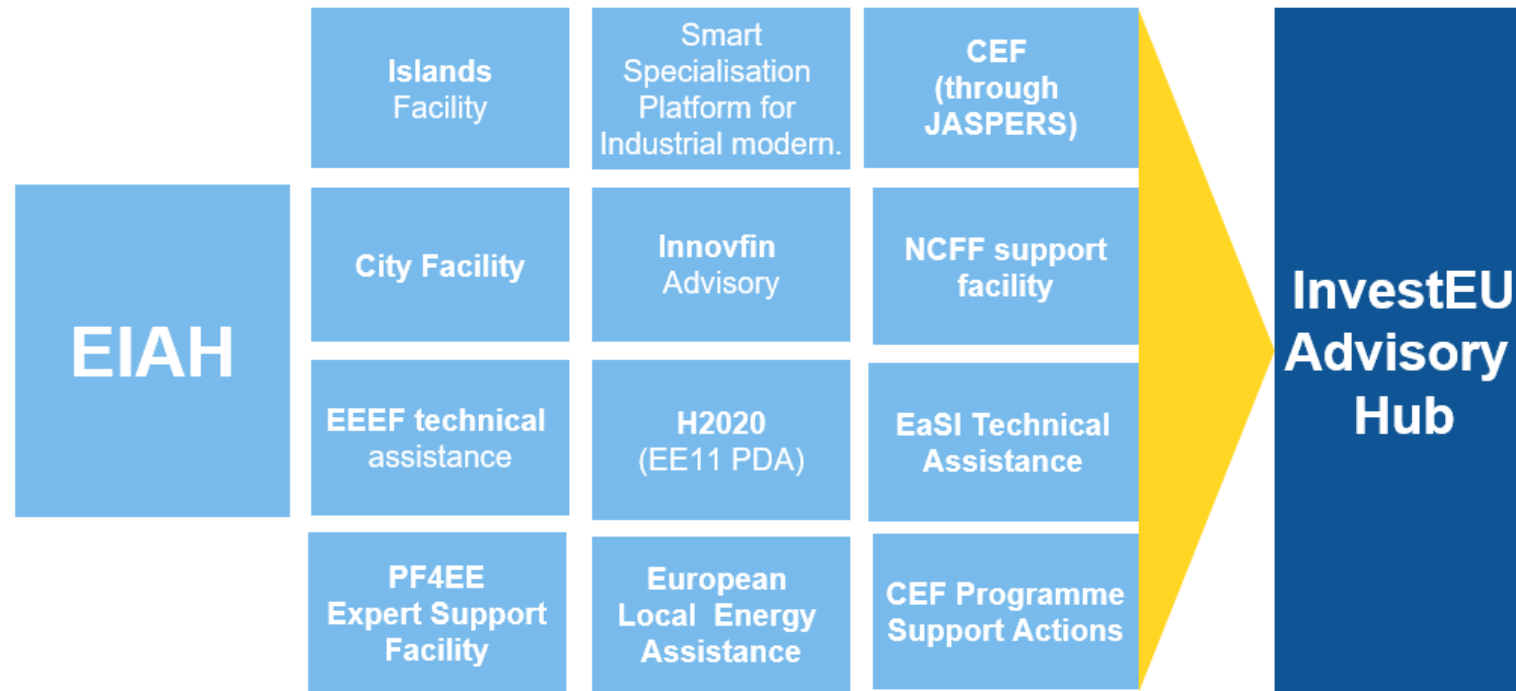 EIAH
Islands
Facility
City Facility
EEEF technical
assistance
PF4EE
Expert Support
Facility
Smart
Specialisation
Platform for
Industrial modern.
Innovfin
Advisory
H2020
(EE11 PDA)
European
Local Energy
Assistance
CEF
(through
JASPERS)
NCFF support
facility
EaSI Technical
Assistance
CEF Programme
Support Actions
InvestEU
Advisory
Hub